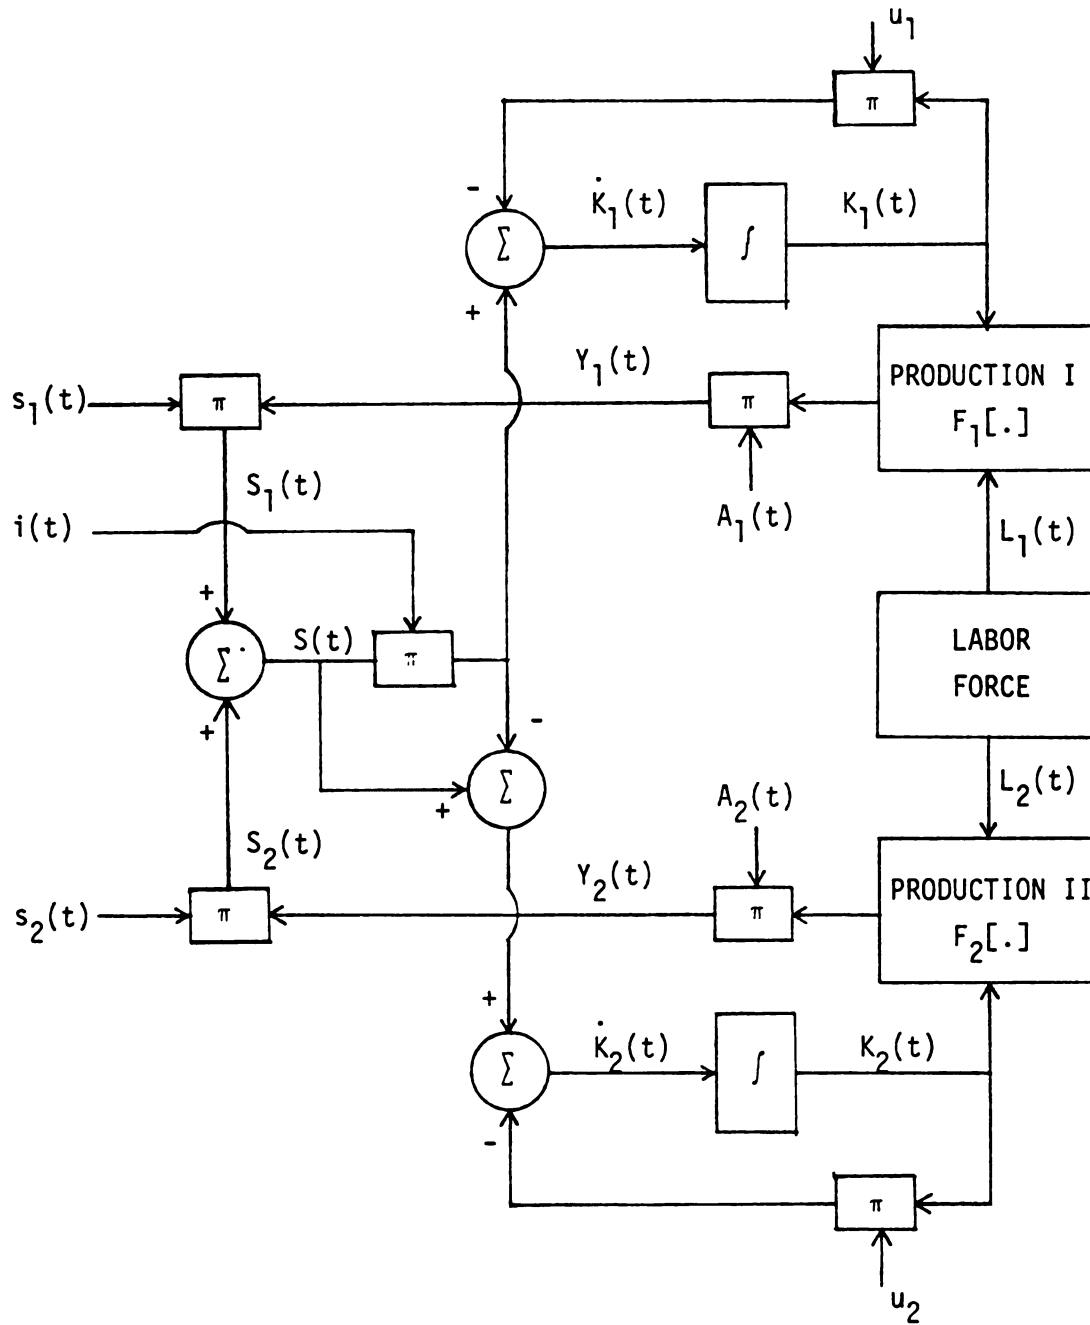 u₁
π
-
K̇₁(t)
K₁(t)
Σ
∫
+
Y₁(t)
s₁(t)
π
π
PRODUCTION I
F₁[.]
S₁(t)
A₁(t)
i(t)
L₁(t)
+
Σ
S(t)
π
LABOR
FORCE
+
-
Σ
+
A₂(t)
L₂(t)
S₂(t)
Y₂(t)
s₂(t)
π
π
PRODUCTION II
F₂[.]
+
K̇₂(t)
K₂(t)
Σ
∫
-
π
u₂